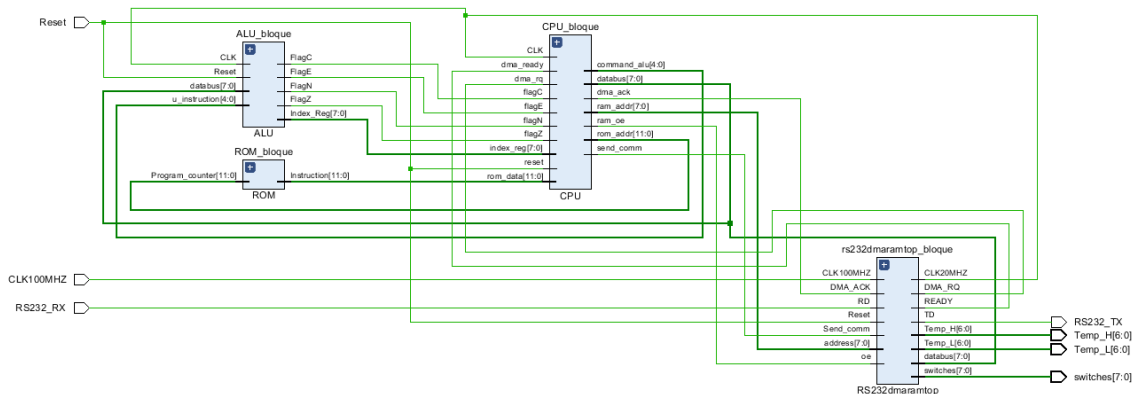 Reset
ALU_bloque
CLK
Reset
databus[7:0]
u_instruction[4:0]
FlagC
FlagE
FlagN
FlagZ
Index_Reg[7:0]
ALU
ROM_bloque
Program_counter[11:0]
Instruction[11:0]
ROM
CPU_bloque
CLK
dma_ready
dma_rq
flagC
flagE
flagN
flagZ
index_reg[7:0]
reset
rom_data[11:0]
command_alu[4:0]
databus[7:0]
dma_ack
ram_addr[7:0]
ram_oe
rom_addr[11:0]
send_comm
CPU
CLK100MHZ
RS232_RX
rs232dmaramtop_bloque
CLK100MHZ
DMA_ACK
RD
Reset
Send_comm
address[7:0]
oe
CLK20MHZ
DMA_RQ
READY
TD
Temp_H[6:0]
Temp_L[6:0]
databus[7:0]
switches[7:0]
RS232dmaramtop
RS232_TX
Temp_H[6:0]
Temp_L[6:0]
switches[7:0]